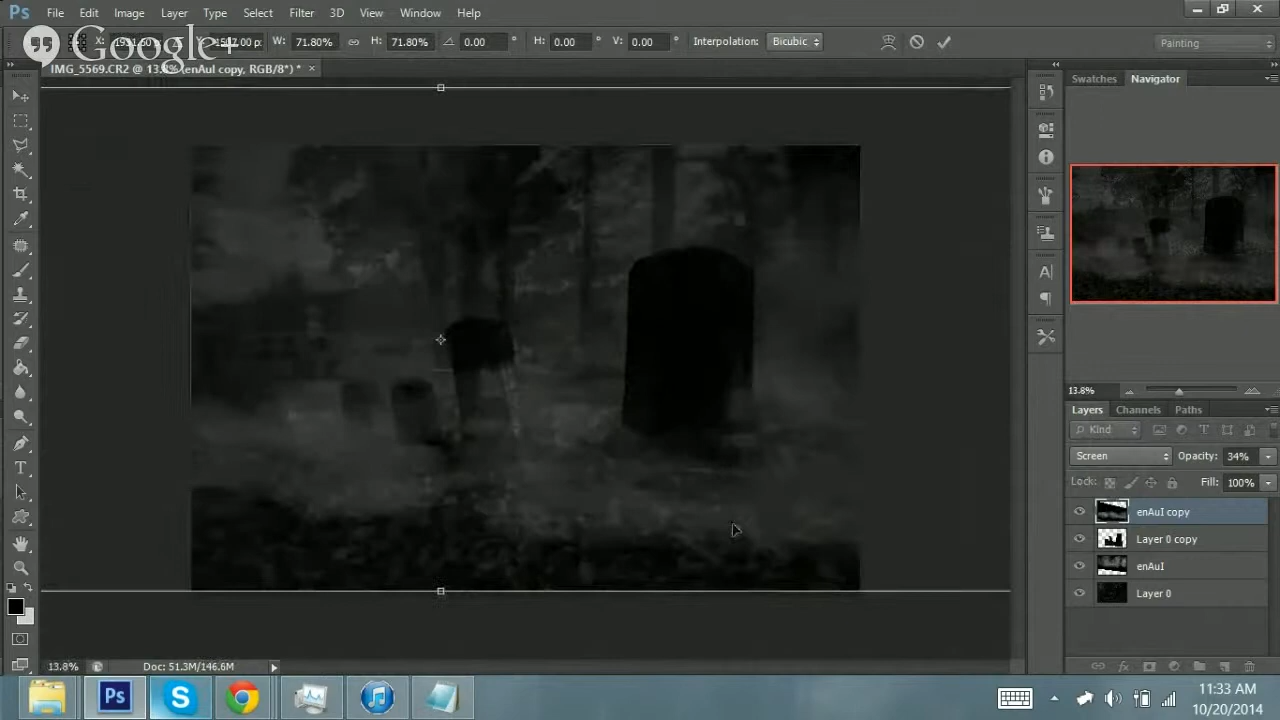 Ps File Edit Image Layer Type Select Filter 3D View Window Help
Google+
X: Y: W: 71.80% H: 71.80% 0.00 ° H: 0.00 ° V: 0.00 ° Interpolation: Bicubic Painting
IMG_5569.CR2 @ 13.8% (enAuI copy, RGB/8*) * ×
Swatches Navigator
13.8%
Layers Channels Paths
Kind
Screen Opacity: 34%
Lock: Fill: 100%
enAuI copy
Layer 0 copy
enAuI
Layer 0
13.8% Doc: 51.3M/146.6M
Ps
11:33 AM
10/20/2014